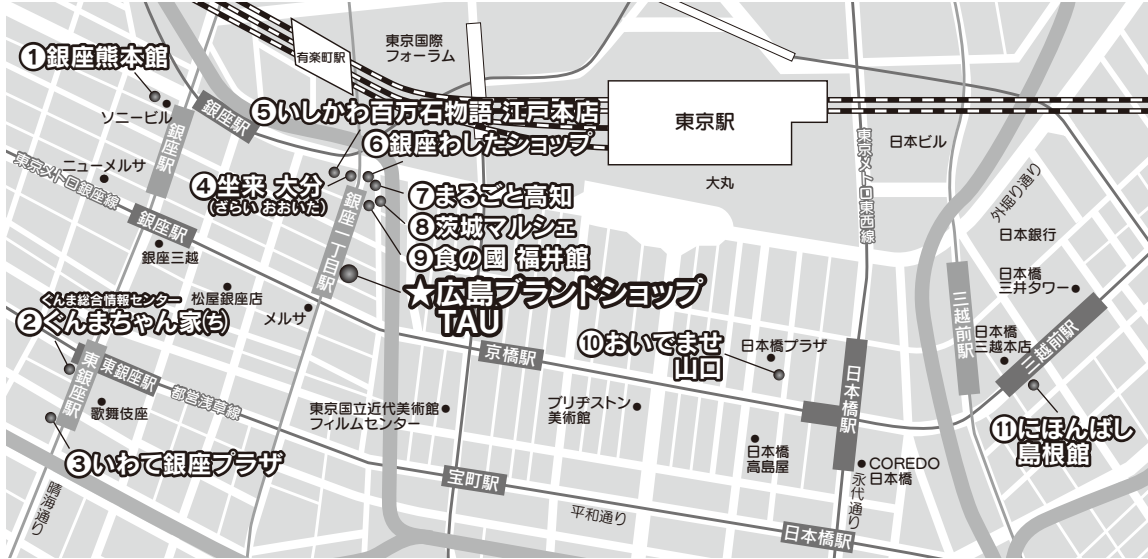 有楽町駅
東京国際
フォーラム
①銀座熊本館
ソニービル
銀座駅
銀座駅
⑤いしかわ百万石物語 江戸本店
⑥銀座わしたショップ
東京駅
大丸
東京メトロ東西線
日本ビル
外堀り通り
日本銀行
ニューメルサ
東京メトロ銀座線
④坐来 大分
(ざらい おおいた)
⑦まるごと高知
⑧茨城マルシェ
⑨食の國 福井館
銀座一丁目駅
銀座駅
銀座三越
★広島ブランドショップ
TAU
松屋銀座店
メルサ
ぐんま総合情報センター
②ぐんまちゃん家(ち)
日本橋
三井タワー
三越前駅
日本橋
三越本店
三越前駅
京橋駅
⑩おいでませ
山口
日本橋プラザ
日本橋駅
東銀座駅
東銀座駅
歌舞伎座
都営浅草線
東京国立近代美術館
フィルムセンター
ブリヂストン
美術館
日本橋
高島屋
COREDO
日本橋
⑪にほんばし
島根館
③いわて銀座プラザ
宝町駅
晴海通り
平和通り
永代通り
日本橋駅